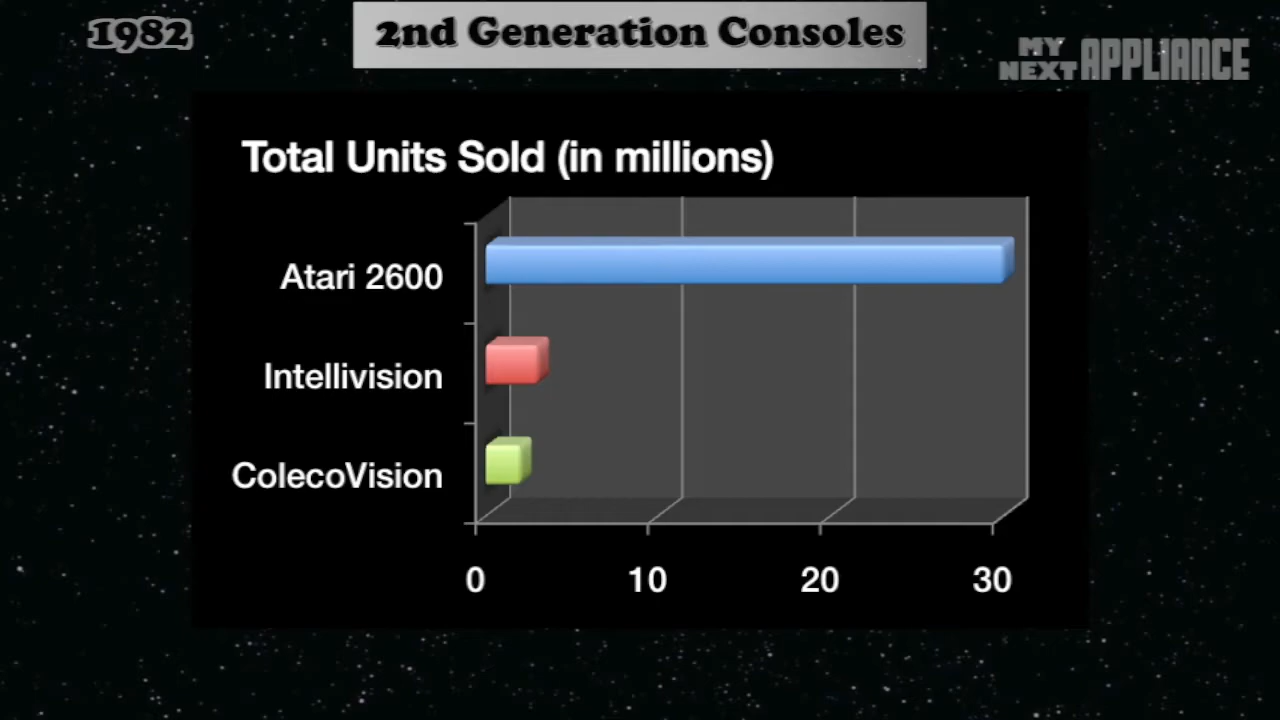 1982
2nd Generation Consoles
MY
NEXT APPLIANCE
Total Units Sold (in millions)
Atari 2600
Intellivision
ColecoVision
0 10 20 30